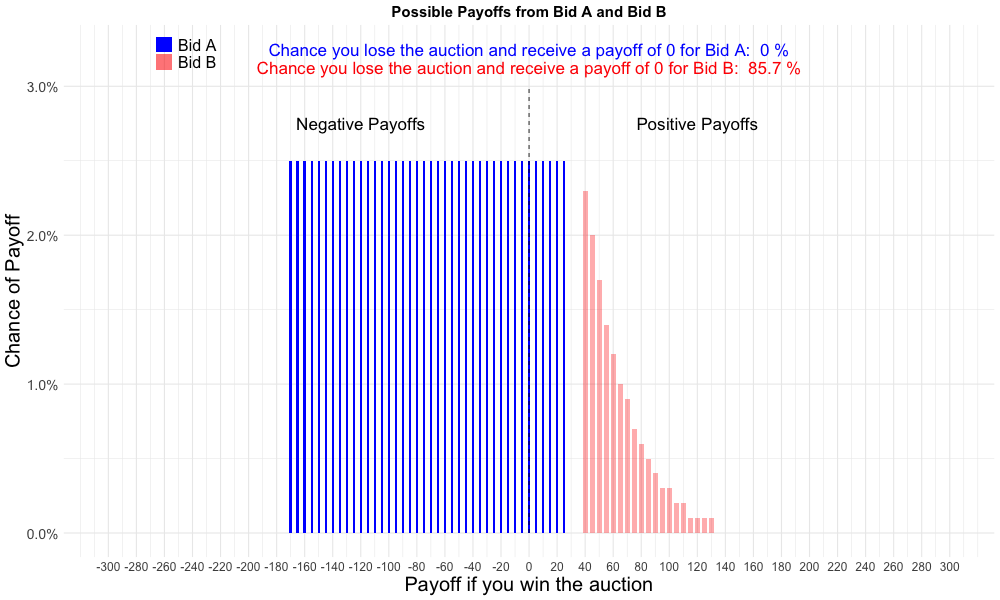 Possible Payoffs from Bid A and Bid B
Bid A
Bid B
Chance you lose the auction and receive a payoff of 0 for Bid A:  0 %
Chance you lose the auction and receive a payoff of 0 for Bid B:  85.7 %
Negative Payoffs
Positive Payoffs
Chance of Payoff
3.0%
2.0%
1.0%
0.0%
-300 -280 -260 -240 -220 -200 -180 -160 -140 -120 -100 -80 -60 -40 -20 0 20 40 60 80 100 120 140 160 180 200 220 240 260 280 300
Payoff if you win the auction